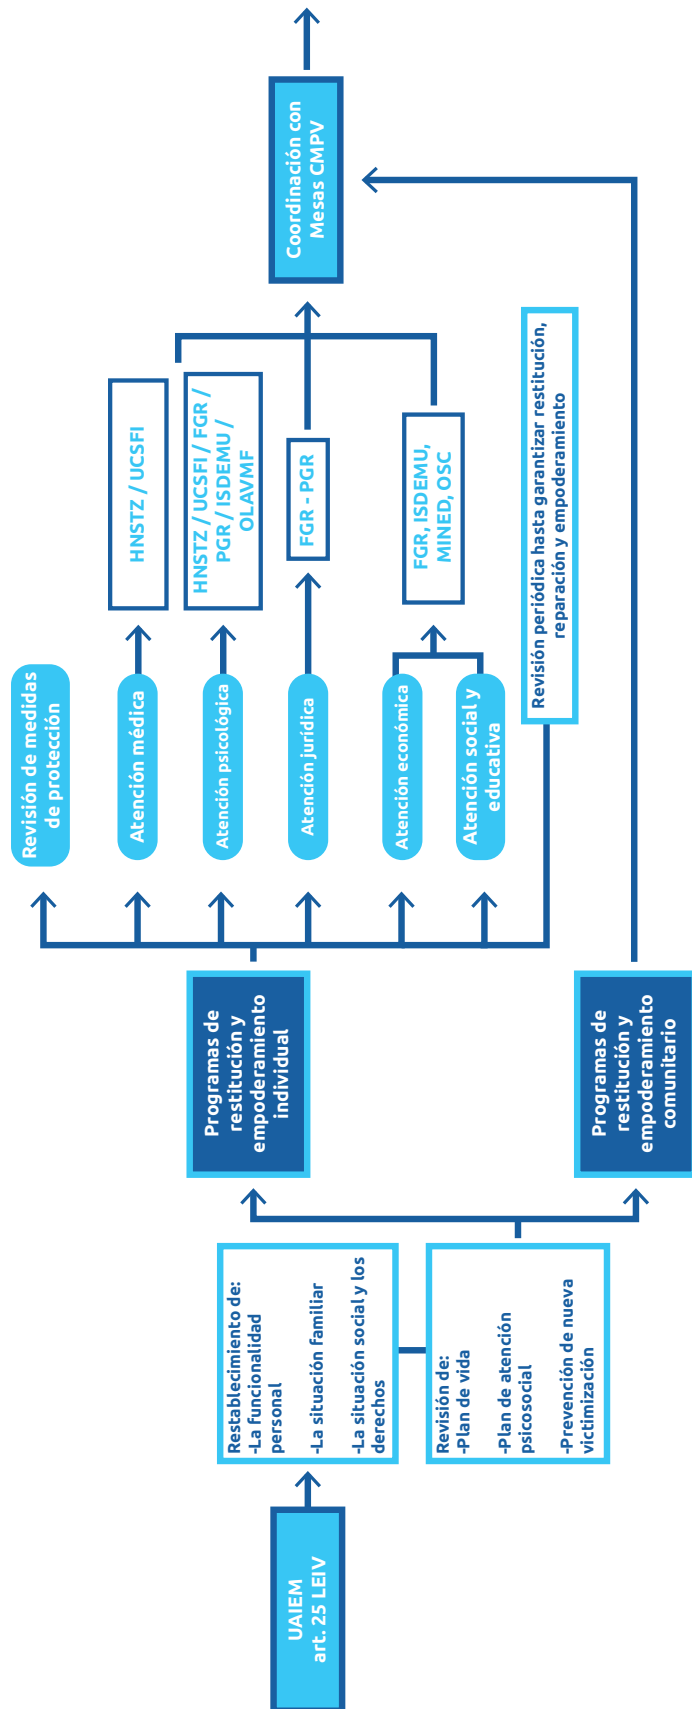 UAIEM
art. 25 LEIV
Restablecimiento de:
-La funcionalidad
personal
-La situación familiar
-La situación social y los
derechos
Revisión de:
-Plan de vida
-Plan de atención
psicosocial
-Prevención de nueva
victimización
Programas de
restitución y
empoderamiento
individual
Programas de
restitución y
empoderamiento
comunitario
Revisión de medidas
de protección
Atención médica
Atención psicológica
Atención jurídica
Atención económica
Atención social y
educativa
HNSTZ / UCSFI
HNSTZ / UCSFI / FGR /
PGR / ISDEMU /
OLAVMF
FGR - PGR
FGR, ISDEMU,
MINED, OSC
Revisión periódica hasta garantizar restitución,
reparación y empoderamiento
Coordinación con
Mesas CMPV